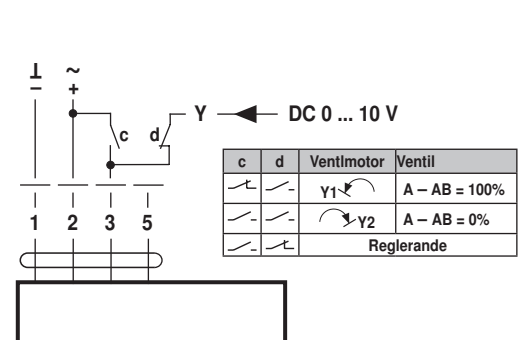 ⊥ ~
– +
c d Y DC 0 ... 10 V
c d Ventlmotor Ventil
Y1 A – AB = 100%
Y2 A – AB = 0%
Reglerande
1 2 3 5